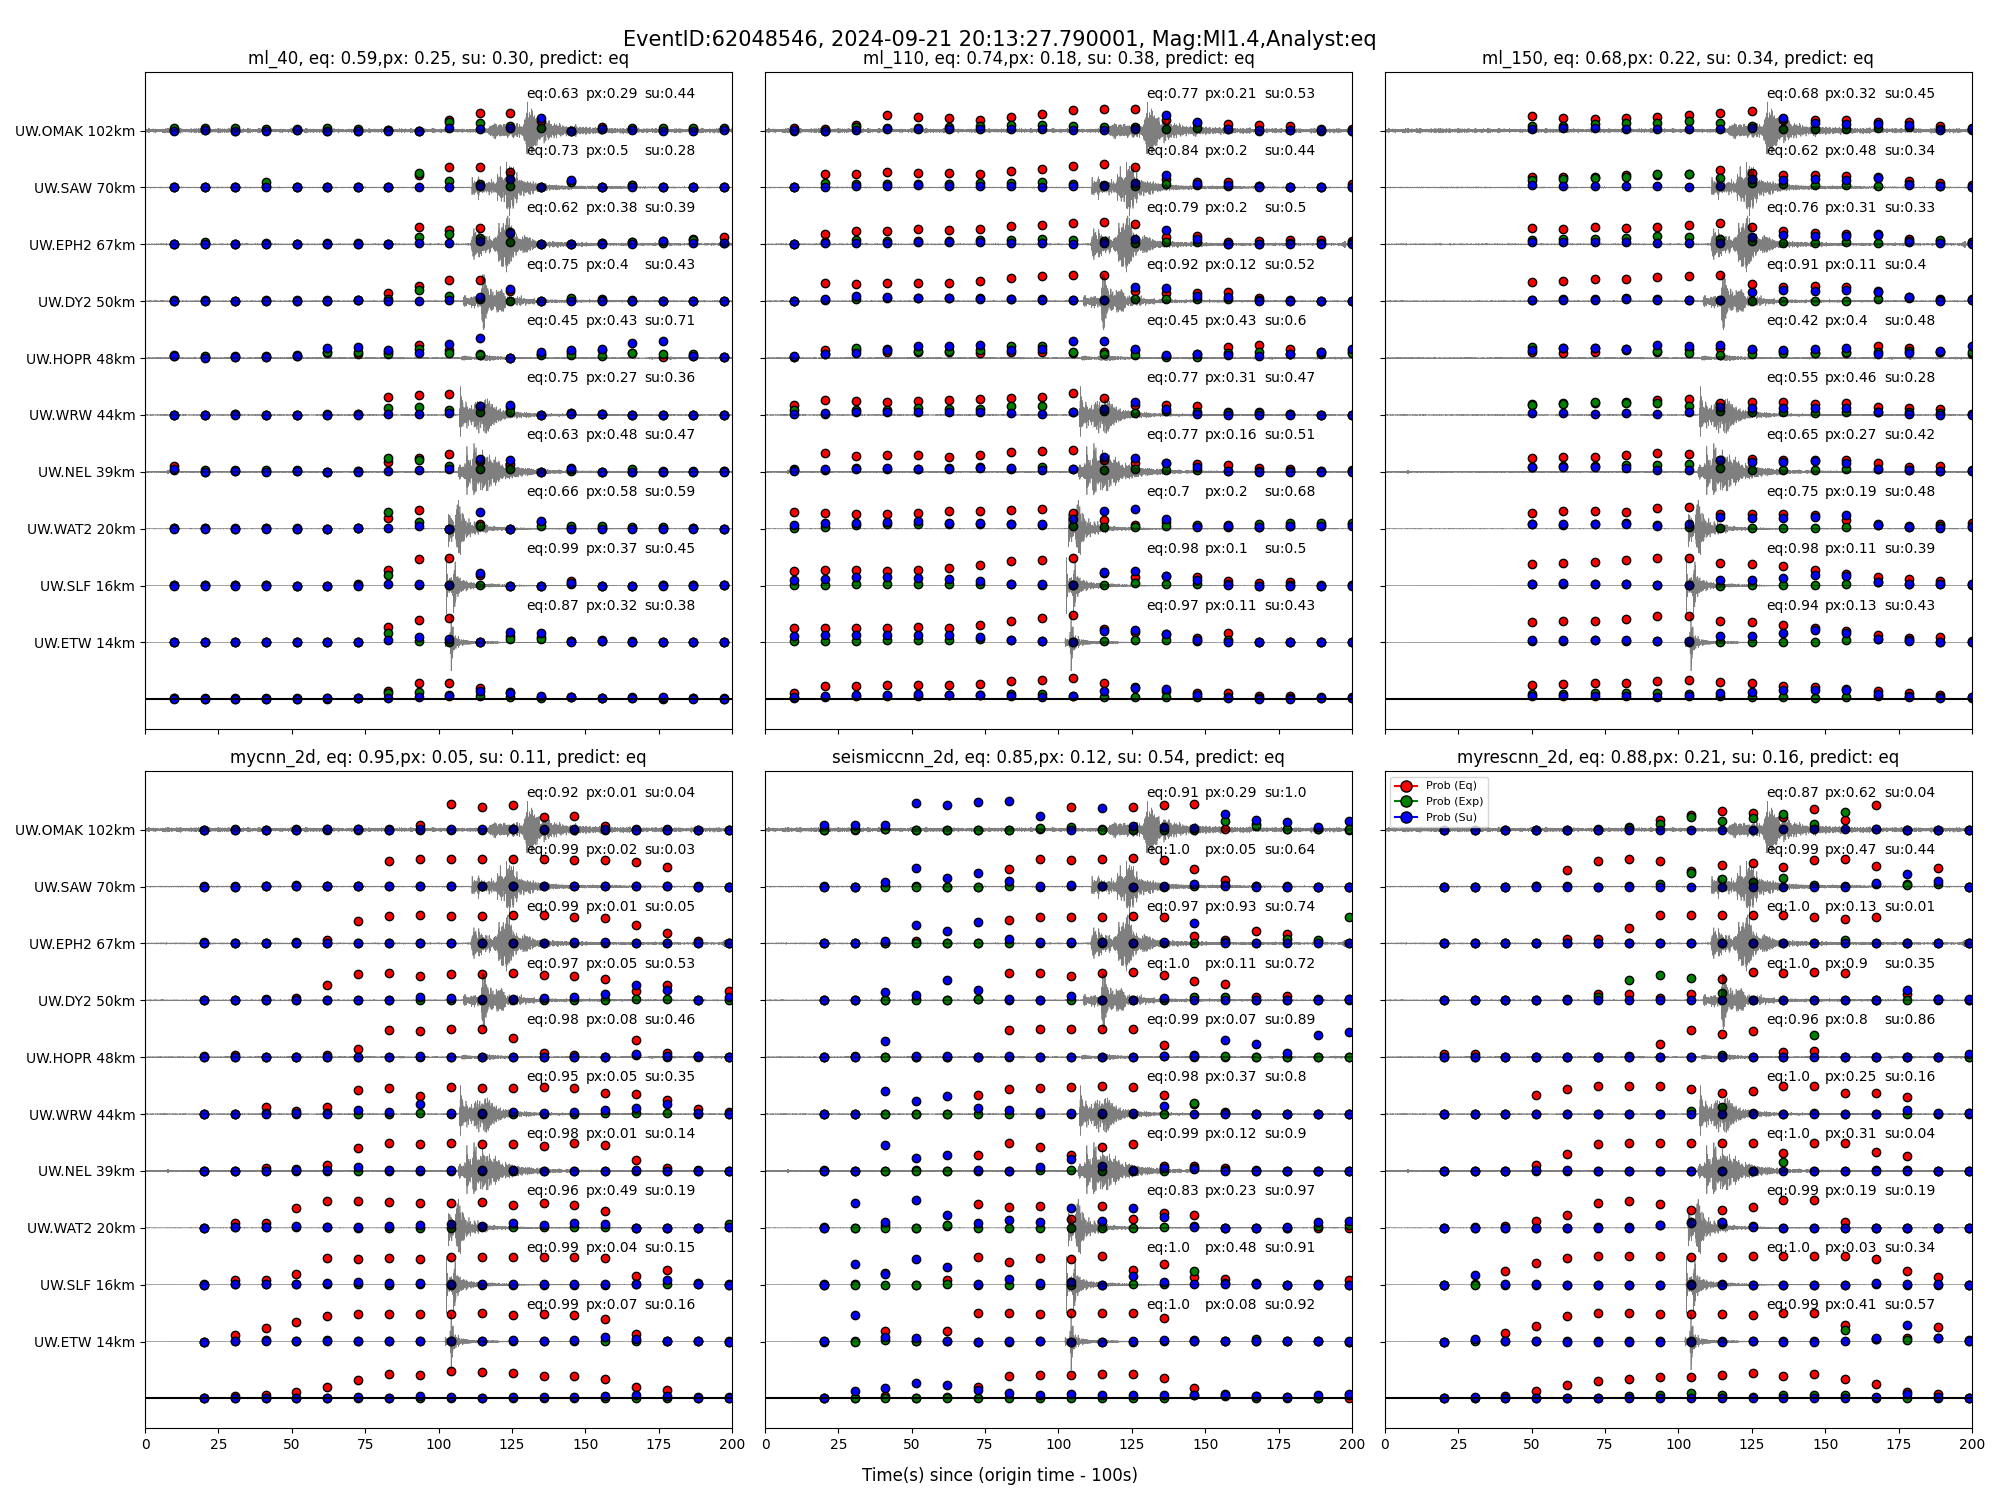 EventID:62048546, 2024-09-21 20:13:27.790001, Mag:Ml1.4,Analyst:eq
ml_40, eq: 0.59,px: 0.25, su: 0.30, predict: eq
UW.OMAK 102km
eq:0.63 px:0.29 su:0.44
UW.SAW 70km
eq:0.73 px:0.5 su:0.28
UW.EPH2 67km
eq:0.62 px:0.38 su:0.39
UW.DY2 50km
eq:0.75 px:0.4 su:0.43
UW.HOPR 48km
eq:0.45 px:0.43 su:0.71
UW.WRW 44km
eq:0.75 px:0.27 su:0.36
UW.NEL 39km
eq:0.63 px:0.48 su:0.47
UW.WAT2 20km
eq:0.66 px:0.58 su:0.59
UW.SLF 16km
eq:0.99 px:0.37 su:0.45
UW.ETW 14km
eq:0.87 px:0.32 su:0.38
ml_110, eq: 0.74,px: 0.18, su: 0.38, predict: eq
eq:0.77 px:0.21 su:0.53
eq:0.84 px:0.2 su:0.44
eq:0.79 px:0.2 su:0.5
eq:0.92 px:0.12 su:0.52
eq:0.45 px:0.43 su:0.6
eq:0.77 px:0.31 su:0.47
eq:0.77 px:0.16 su:0.51
eq:0.7 px:0.2 su:0.68
eq:0.98 px:0.1 su:0.5
eq:0.97 px:0.11 su:0.43
ml_150, eq: 0.68,px: 0.22, su: 0.34, predict: eq
eq:0.68 px:0.32 su:0.45
eq:0.62 px:0.48 su:0.34
eq:0.76 px:0.31 su:0.33
eq:0.91 px:0.11 su:0.4
eq:0.42 px:0.4 su:0.48
eq:0.55 px:0.46 su:0.28
eq:0.65 px:0.27 su:0.42
eq:0.75 px:0.19 su:0.48
eq:0.98 px:0.11 su:0.39
eq:0.94 px:0.13 su:0.43
mycnn_2d, eq: 0.95,px: 0.05, su: 0.11, predict: eq
UW.OMAK 102km
eq:0.92 px:0.01 su:0.04
UW.SAW 70km
eq:0.99 px:0.02 su:0.03
UW.EPH2 67km
eq:0.99 px:0.01 su:0.05
UW.DY2 50km
eq:0.97 px:0.05 su:0.53
UW.HOPR 48km
eq:0.98 px:0.08 su:0.46
UW.WRW 44km
eq:0.95 px:0.05 su:0.35
UW.NEL 39km
eq:0.98 px:0.01 su:0.14
UW.WAT2 20km
eq:0.96 px:0.49 su:0.19
UW.SLF 16km
eq:0.99 px:0.04 su:0.15
UW.ETW 14km
eq:0.99 px:0.07 su:0.16
0 25 50 75 100 125 150 175 200
seismiccnn_2d, eq: 0.85,px: 0.12, su: 0.54, predict: eq
eq:0.91 px:0.29 su:1.0
eq:1.0 px:0.05 su:0.64
eq:0.97 px:0.93 su:0.74
eq:1.0 px:0.11 su:0.72
eq:0.99 px:0.07 su:0.89
eq:0.98 px:0.37 su:0.8
eq:0.99 px:0.12 su:0.9
eq:0.83 px:0.23 su:0.97
eq:1.0 px:0.48 su:0.91
eq:1.0 px:0.08 su:0.92
0 25 50 75 100 125 150 175 200
myrescnn_2d, eq: 0.88,px: 0.21, su: 0.16, predict: eq
Prob (Eq)
Prob (Exp)
Prob (Su)
eq:0.87 px:0.62 su:0.04
eq:0.99 px:0.47 su:0.44
eq:1.0 px:0.13 su:0.01
eq:1.0 px:0.9 su:0.35
eq:0.96 px:0.8 su:0.86
eq:1.0 px:0.25 su:0.16
eq:1.0 px:0.31 su:0.04
eq:0.99 px:0.19 su:0.19
eq:1.0 px:0.03 su:0.34
eq:0.99 px:0.41 su:0.57
0 25 50 75 100 125 150 175 200
Time(s) since (origin time - 100s)